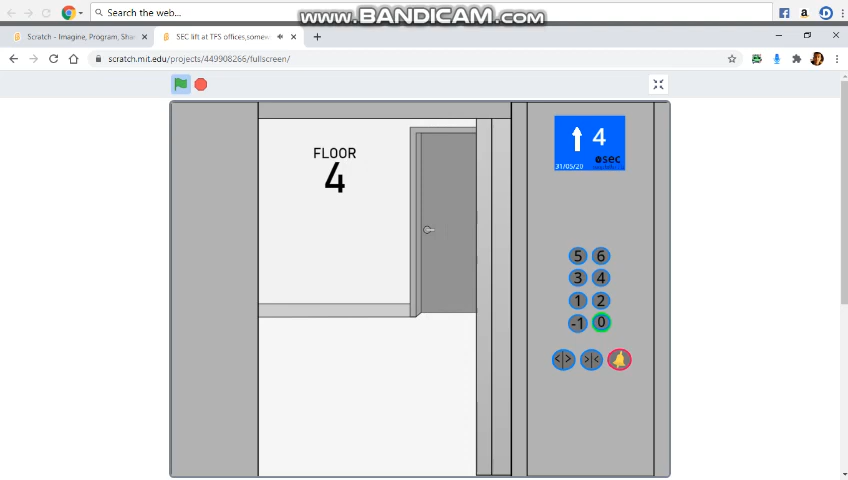 Search the web...
www.BANDICAM.com
Scratch - Imagine, Program, Sha
SEC lift at TFS offices,somew
scratch.mit.edu/projects/449908266/fullscreen/
FLOOR
4
4
sec
31/05/20
5 6
3 4
1 2
-1 0
<|> >|<